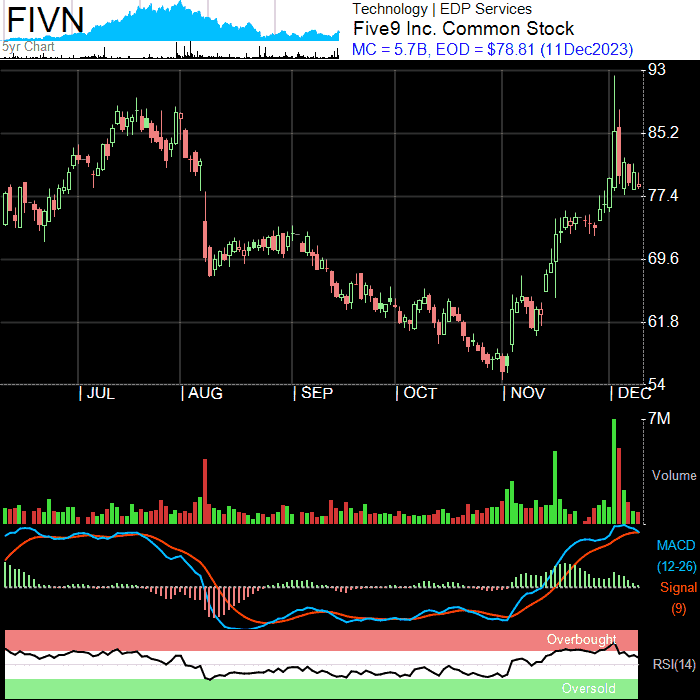 FIVN
5yr Chart
Technology | EDP Services
Five9 Inc. Common Stock
MC = 5.7B, EOD = $78.81 (11Dec2023)
93
85.2
77.4
69.6
61.8
54
| JUL | AUG | SEP | OCT | NOV | DEC
7M
Volume
MACD
(12-26)
Signal
(9)
Overbought
RSI(14)
Oversold